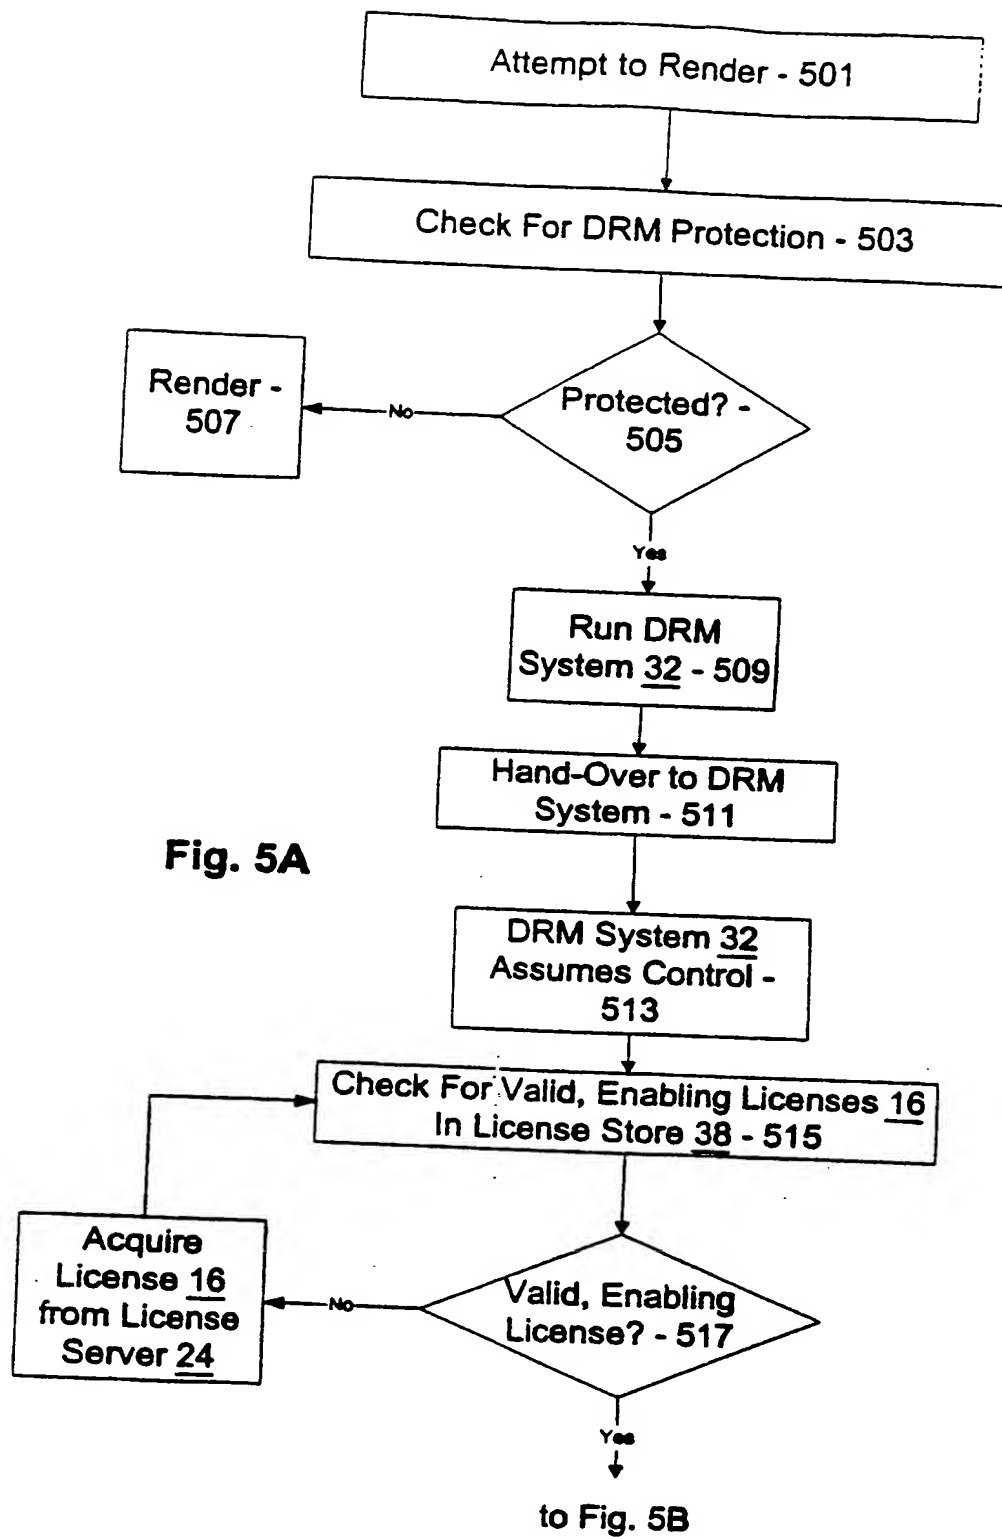 Attempt to Render - 501
Check For DRM Protection - 503
Render -
507
No
Protected? -
505
Yes
Run DRM
System 32 - 509
Hand-Over to DRM
System - 511
Fig. 5A
DRM System 32
Assumes Control -
513
Check For Valid, Enabling Licenses 16
In License Store 38 - 515
Acquire
License 16
from License
Server 24
No
Valid, Enabling
License? - 517
Yes
to Fig. 5B